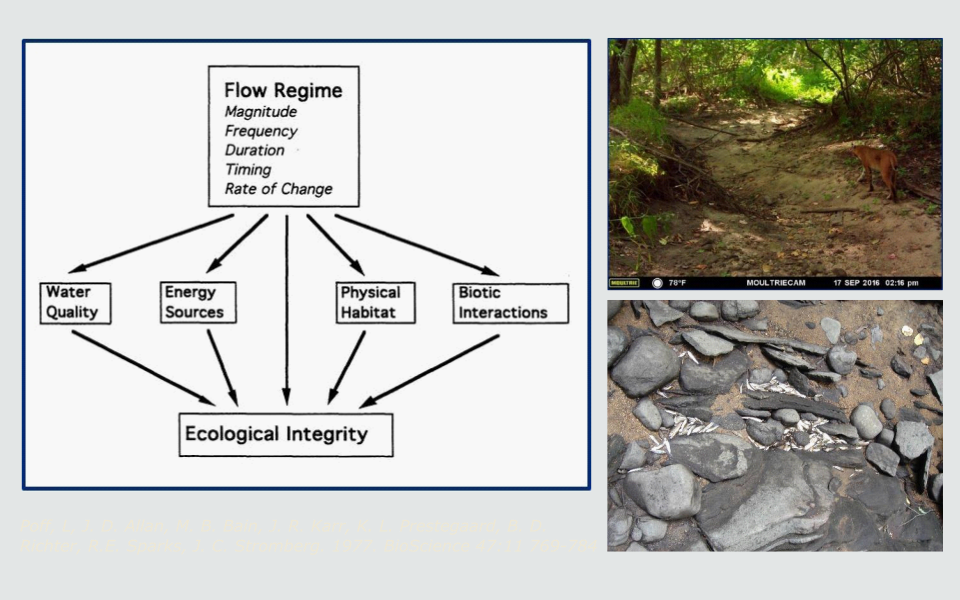 Flow Regime
Magnitude
Frequency
Duration
Timing
Rate of Change
Water
Quality
Energy
Sources
Physical
Habitat
Biotic
Interactions
Ecological Integrity
MOULTRIE 78°F MOULTRIECAM 17 SEP 2016 02:16 pm